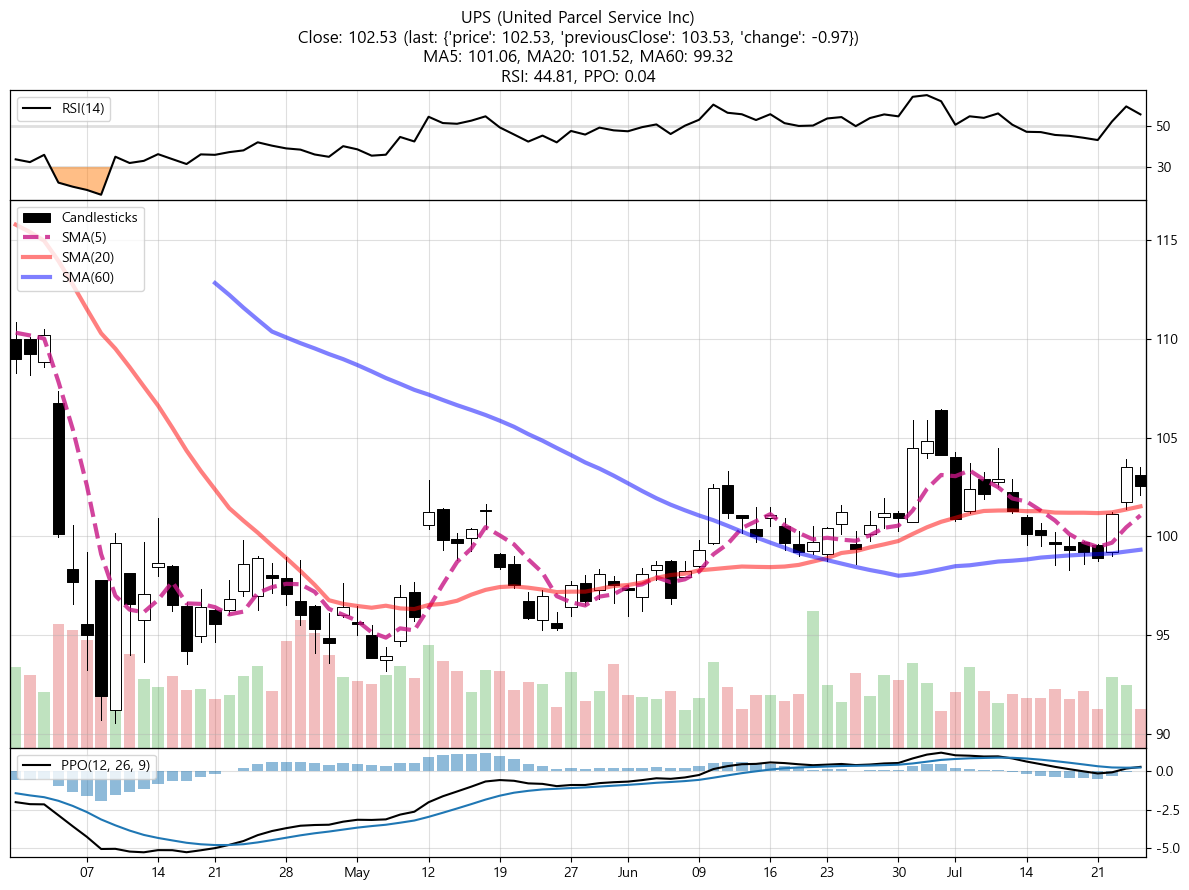 UPS (United Parcel Service Inc)
Close: 102.53 (last: {'price': 102.53, 'previousClose': 103.53, 'change': -0.97})
MA5: 101.06, MA20: 101.52, MA60: 99.32
RSI: 44.81, PPO: 0.04
RSI(14)
50
30
Candlesticks
SMA(5)
SMA(20)
SMA(60)
115
110
105
100
95
90
PPO(12, 26, 9)
0.0
-2.5
-5.0
07 14 21 28 May 12 19 27 Jun 09 16 23 30 Jul 14 21